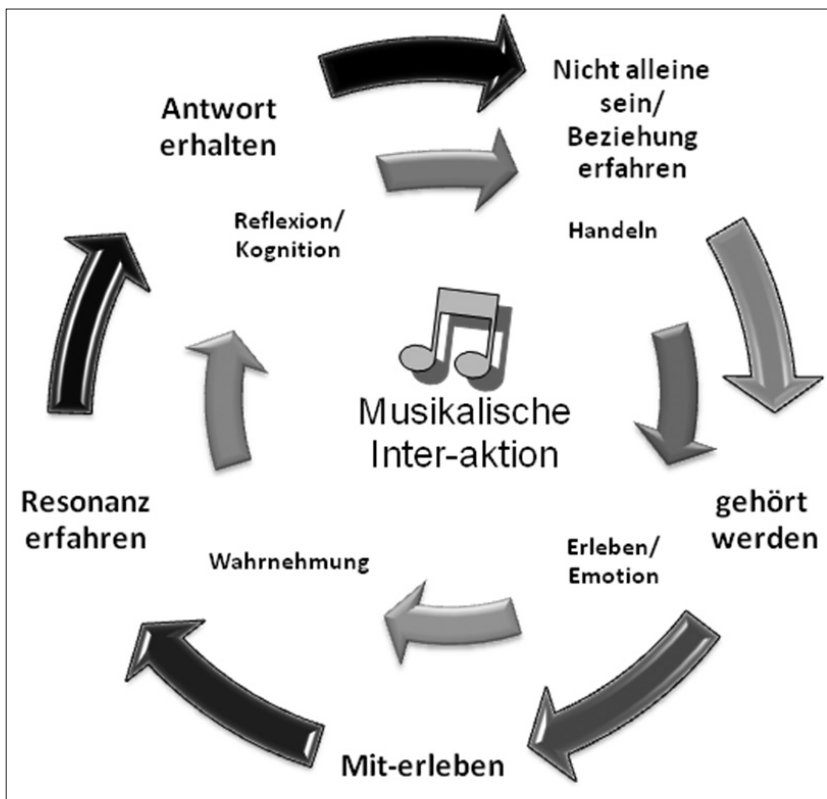 Antwort
erhalten
Nicht alleine
sein/
Beziehung
erfahren
Reflexion/
Kognition
Handeln
Musikalische
Inter-aktion
Resonanz
erfahren
gehört
werden
Wahrnehmung
Erleben/
Emotion
Mit-erleben